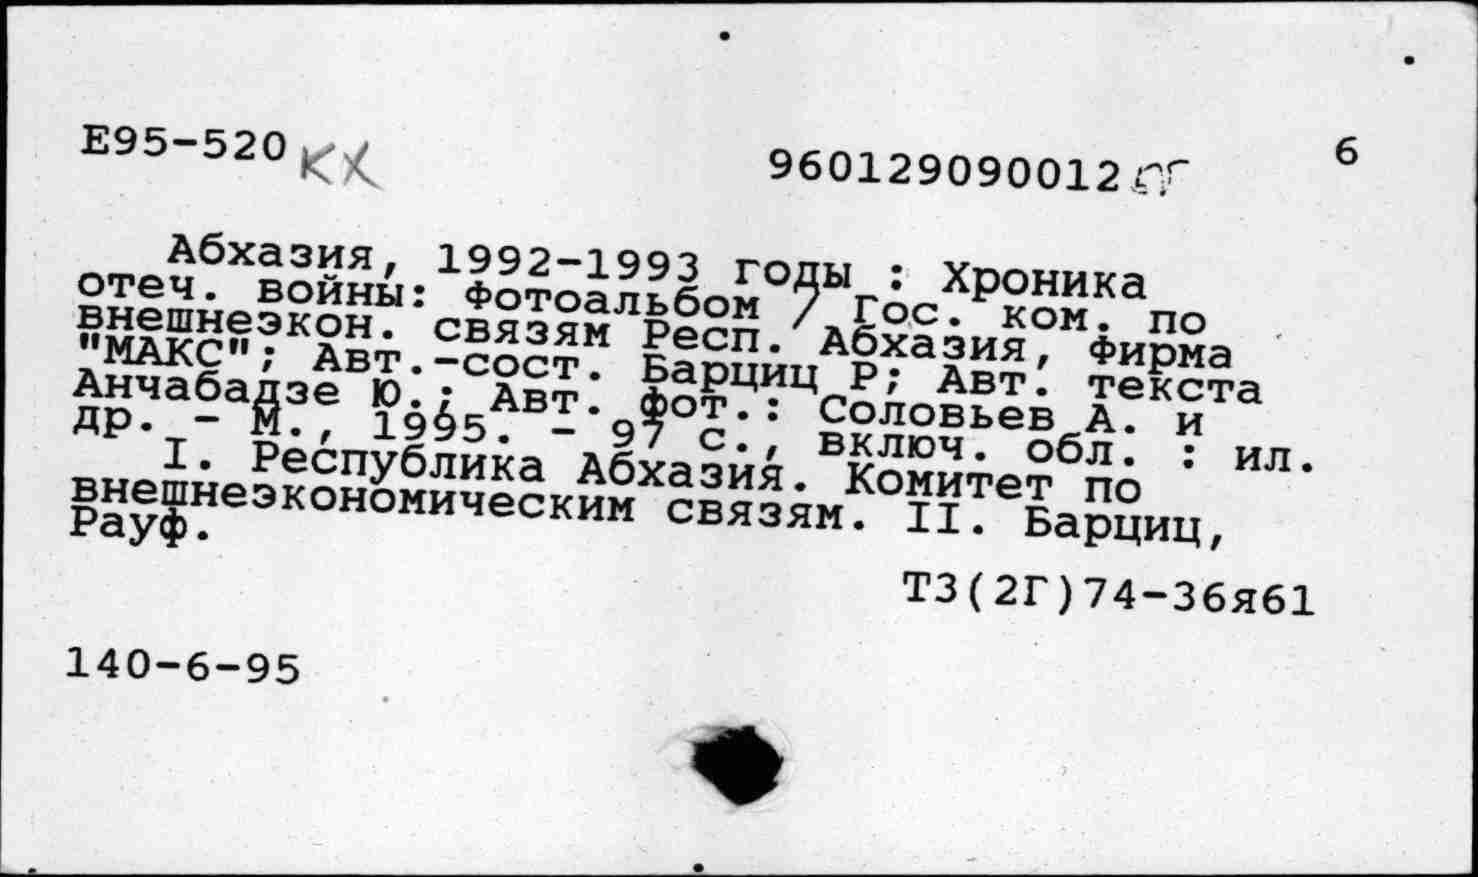 Е95-520 КХ
960129090012 6
Абхазия, 1992-1993 годы : Хроника
отеч. войны: Фотоальбом / Гос. ком. по
внешнеэкон. связям Респ. Абхазия, Фирма
"МАКС"; Авт.-сост. Барциц Р; Авт. текста
Анчабадзе Ю.; Авт. фот.: Соловьев А. и
др. - М., 1995. - 97 с., включ. обл. : ил.
I. Республика Абхазия. Комитет по
внешнеэкономическим связям. II. Барциц,
Рауф.
Т3(2Г)74-36я61
140-6-95